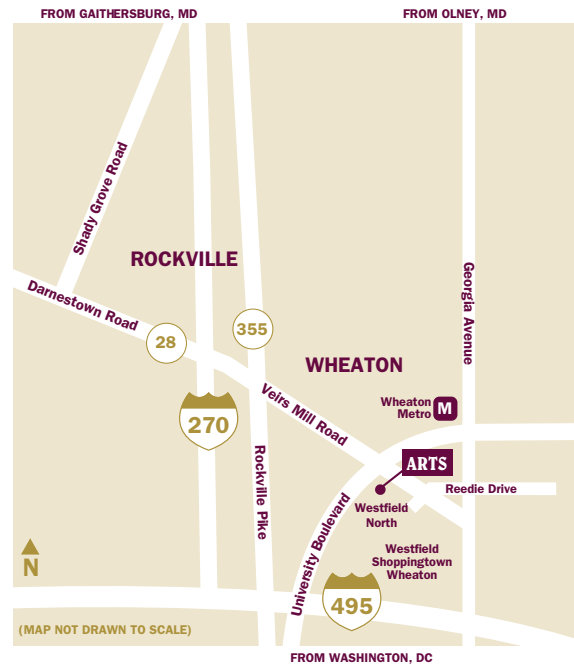 FROM GAITHERSBURG, MD
FROM OLNEY, MD
Shady Grove Road
ROCKVILLE
Georgia Avenue
Darnestown Road
28
355
WHEATON
Veirs Mill Road
Wheaton
Metro
M
270
Rockville Pike
ARTS
Reedie Drive
University Boulevard
Westfield
North
Westfield
Shoppingtown
Wheaton
N
495
(MAP NOT DRAWN TO SCALE)
FROM WASHINGTON, DC